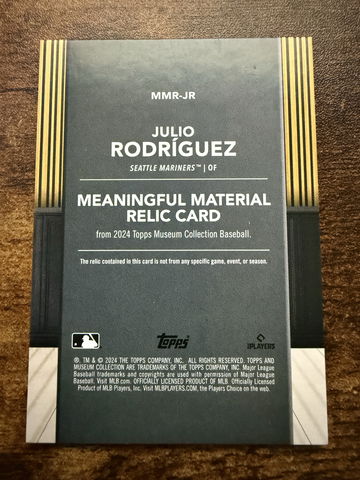 MMR-JR
JULIO
RODRÍGUEZ
SEATTLE MARINERS™ | OF
MEANINGFUL MATERIAL
RELIC CARD
from 2024 Topps Museum Collection Baseball.
The relic contained in this card is not from any specific game, event, or season.
Topps
PLAYERS
®, TM & © 2024 THE TOPPS COMPANY, INC. ALL RIGHTS RESERVED. TOPPS AND
MUSEUM COLLECTION ARE TRADEMARKS OF THE TOPPS COMPANY, INC. Major League
Baseball trademarks and copyrights are used with permission of Major League
Baseball. Visit MLB.com. OFFICIALLY LICENSED PRODUCT OF MLB Officially Licensed
Product of MLB Players, Inc. Visit MLBPLAYERS.COM, the Players Choice on the web.